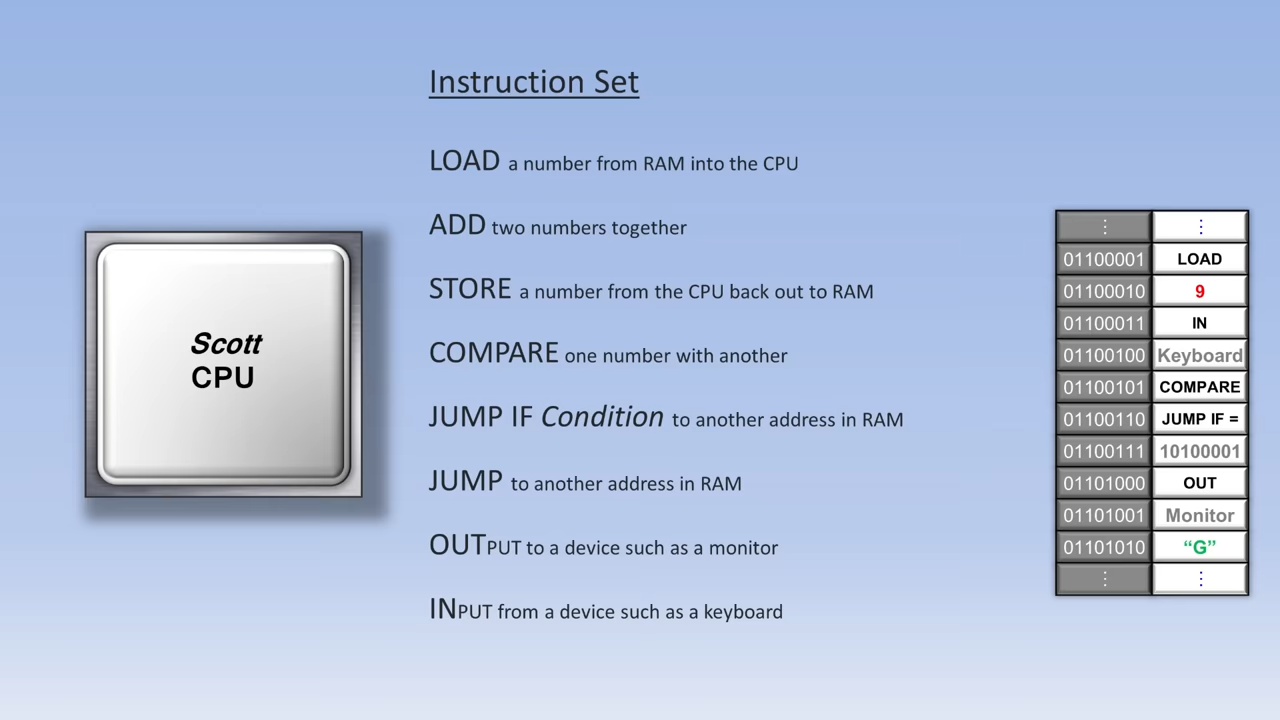 Instruction Set
LOAD a number from RAM into the CPU
ADD two numbers together
STORE a number from the CPU back out to RAM
COMPARE one number with another
JUMP IF Condition to another address in RAM
JUMP to another address in RAM
OUTPUT to a device such as a monitor
INPUT from a device such as a keyboard
Scott
CPU
⋮ ⋮
01100001 LOAD
01100010 9
01100011 IN
01100100 Keyboard
01100101 COMPARE
01100110 JUMP IF =
01100111 10100001
01101000 OUT
01101001 Monitor
01101010 “G”
⋮ ⋮